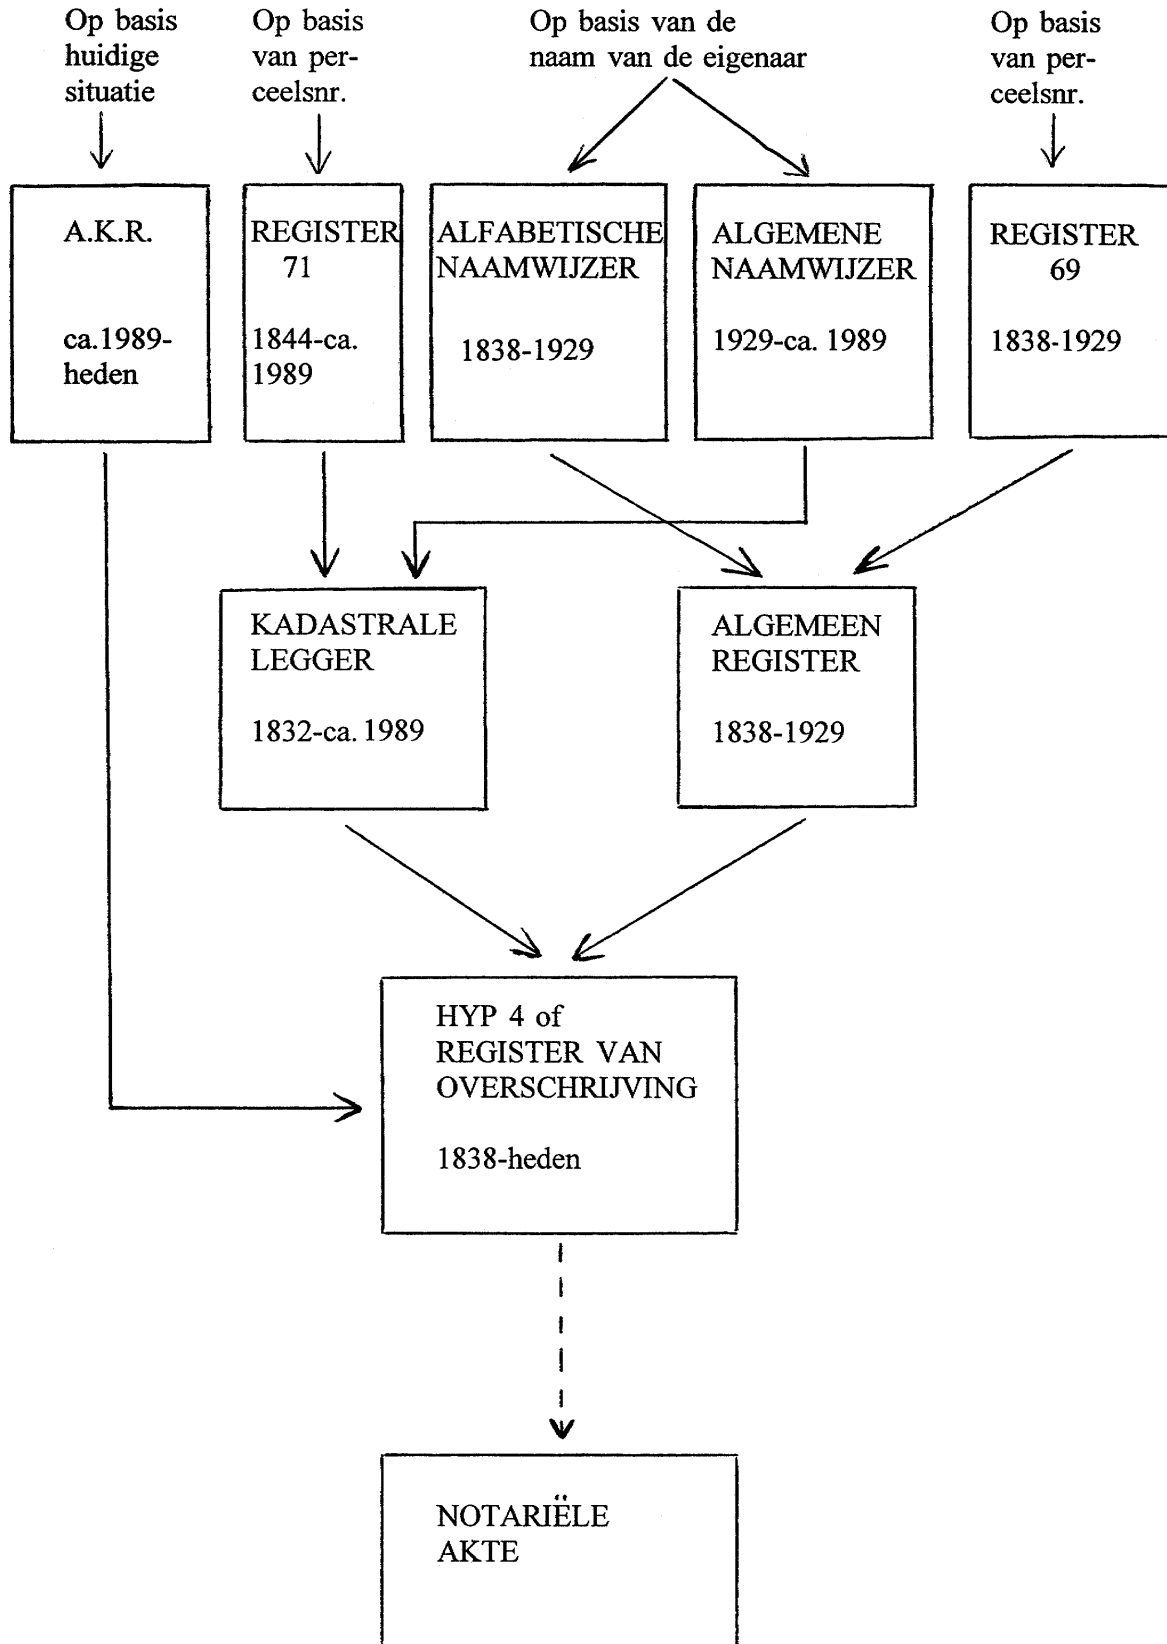 Op basis
huidige
situatie
Op basis
van per-
ceelsnr.
Op basis van de
naam van de eigenaar
Op basis
van per-
ceelsnr.
A.K.R.
ca.1989-
heden
REGISTER
71
1844-ca.
1989
ALFABETISCHE
NAAMWIJZER
1838-1929
ALGEMENE
NAAMWIJZER
1929-ca. 1989
REGISTER
69
1838-1929
KADASTRALE
LEGGER
1832-ca. 1989
ALGEMEEN
REGISTER
1838-1929
HYP 4 of
REGISTER VAN
OVERSCHRIJVING
1838-heden
NOTARIËLE
AKTE